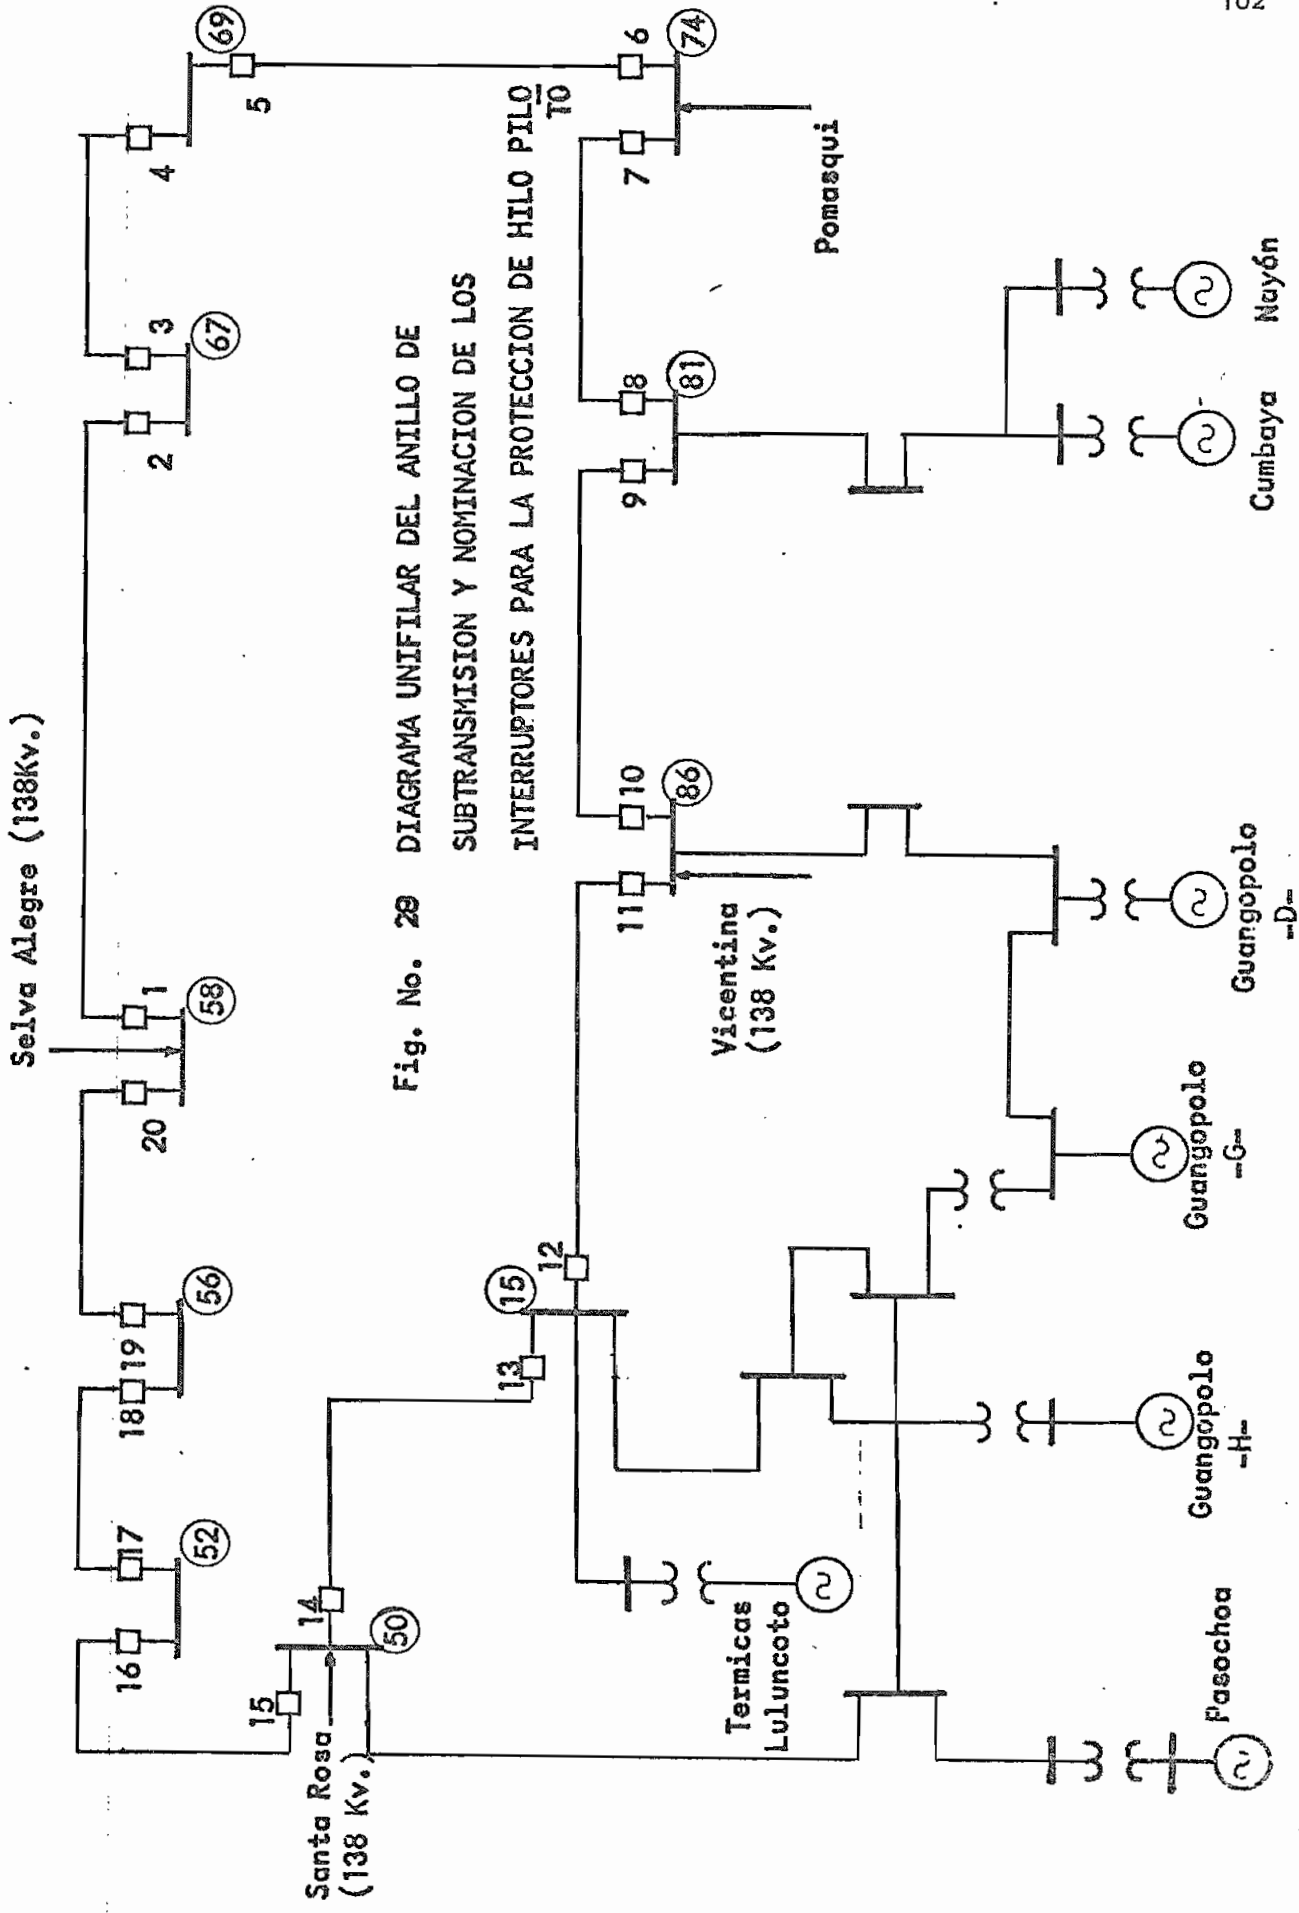 102
Selva Alegre (138Kv.)
20
1
58
2
3
67
4
69
5
16
17
52
18
19
56
Fig. No. 28 DIAGRAMA UNIFILAR DEL ANILLO DE
SUBTRANSMISION Y NOMINACION DE LOS
INTERRUPTORES PARA LA PROTECCION DE HILO PILO
TO
15
Santa Rosa
(138 Kv.)
14
50
13
15
12
11
10
86
9
8
81
7
6
74
Vicentina
(138 Kv.)
Pomasqui
Termicas
Luluncoto
Pasochoa
Guangopolo
-H-
Guangopolo
-G-
Guangopolo
-D-
Cumbaya
Nayón